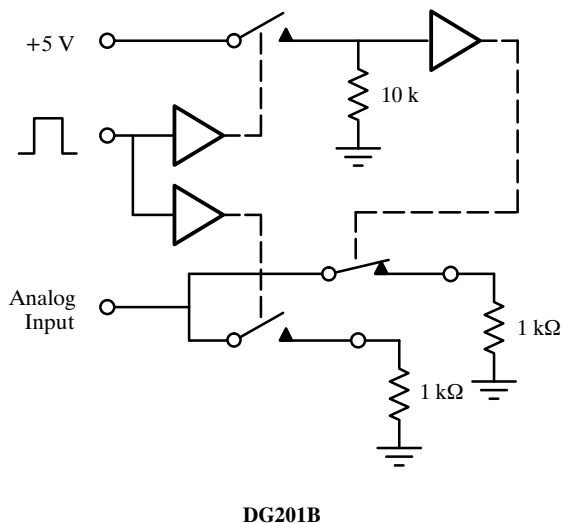 +5 V
10 k
Analog
Input
1 kΩ
1 kΩ
DG201B